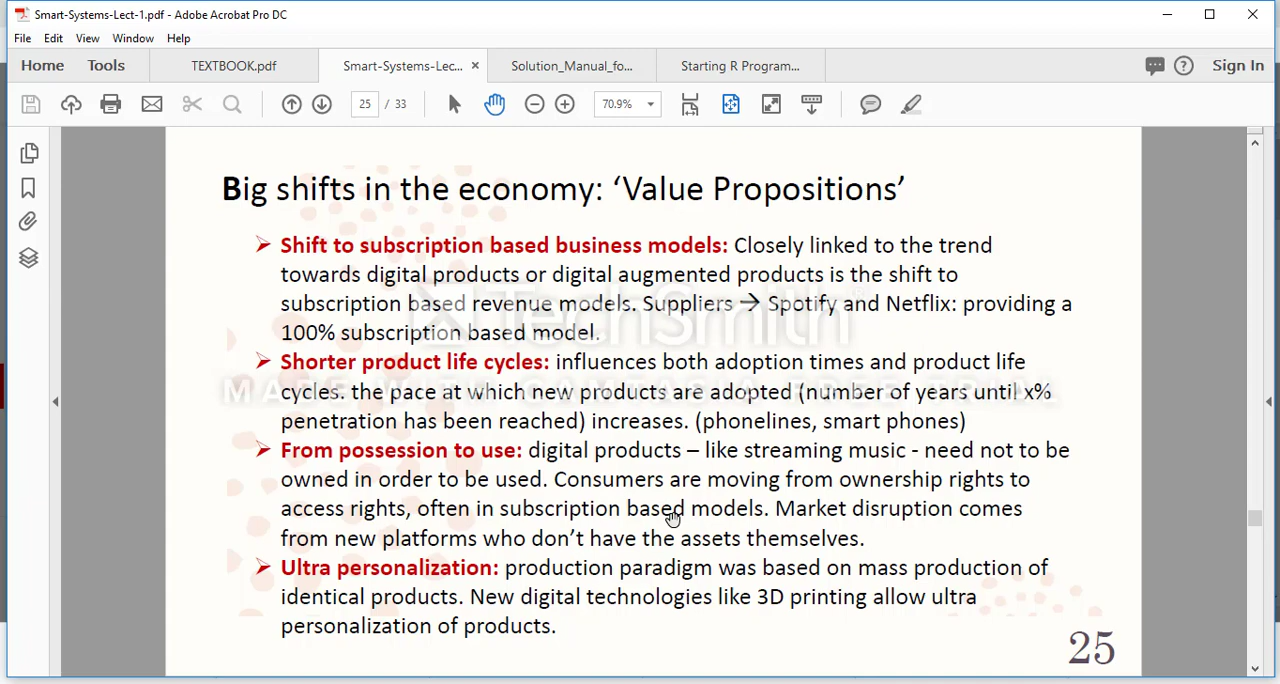 Smart-Systems-Lect-1.pdf - Adobe Acrobat Pro DC
File Edit View Window Help
Home Tools TEXTBOOK.pdf Smart-Systems-Lec... × Solution_Manual_fo... Starting R Program... Sign In
25 / 33 70.9%
Big shifts in the economy: ‘Value Propositions’
➢ Shift to subscription based business models: Closely linked to the trend
towards digital products or digital augmented products is the shift to
subscription based revenue models. Suppliers → Spotify and Netflix: providing a
100% subscription based model.
➢ Shorter product life cycles: influences both adoption times and product life
cycles. the pace at which new products are adopted (number of years until x%
penetration has been reached) increases. (phonelines, smart phones)
➢ From possession to use: digital products – like streaming music - need not to be
owned in order to be used. Consumers are moving from ownership rights to
access rights, often in subscription based models. Market disruption comes
from new platforms who don’t have the assets themselves.
➢ Ultra personalization: production paradigm was based on mass production of
identical products. New digital technologies like 3D printing allow ultra
personalization of products.
25
TechSmith
MADE WITH CAMTASIA FREE TRIAL